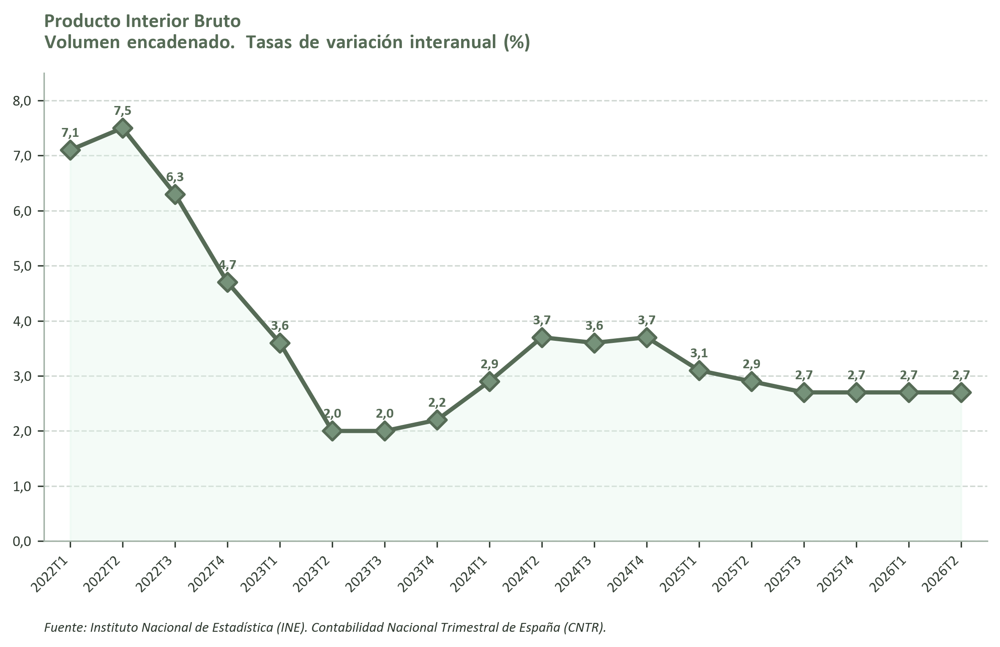 Producto Interior Bruto
Volumen encadenado. Tasas de variación interanual (%)
8,0
7,0
6,0
5,0
4,0
3,0
2,0
1,0
0,0
7,1
7,5
6,3
4,7
3,6
2,0
2,0
2,2
2,9
3,7
3,6
3,7
3,1
2,9
2,7
2,7
2,7
2,7
2022T1
2022T2
2022T3
2022T4
2023T1
2023T2
2023T3
2023T4
2024T1
2024T2
2024T3
2024T4
2025T1
2025T2
2025T3
2025T4
2026T1
2026T2
Fuente: Instituto Nacional de Estadística (INE). Contabilidad Nacional Trimestral de España (CNTR).